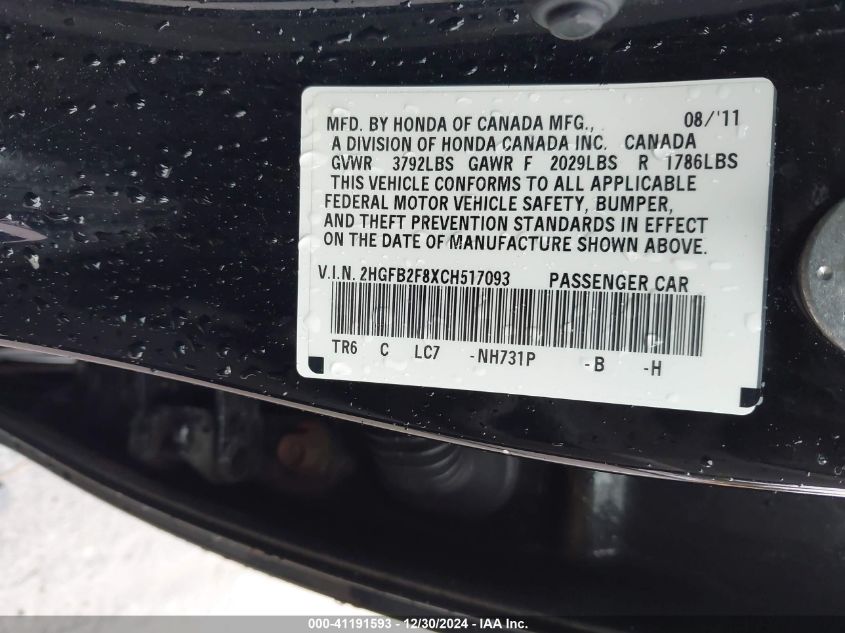 MFD. BY HONDA OF CANADA MFG., 08/'11
A DIVISION OF HONDA CANADA INC. CANADA
GVWR 3792LBS GAWR F 2029LBS R 1786LBS
THIS VEHICLE CONFORMS TO ALL APPLICABLE
FEDERAL MOTOR VEHICLE SAFETY, BUMPER,
AND THEFT PREVENTION STANDARDS IN EFFECT
ON THE DATE OF MANUFACTURE SHOWN ABOVE.
V.I.N. 2HGFB2F8XCH517093 PASSENGER CAR
TR6 C LC7 -NH731P -B -H
000-41191593 - 12/30/2024 - IAAI.com